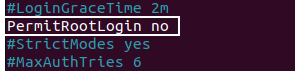 #LoginGraceTime 2m
PermitRootLogin no
#StrictModes yes
#MaxAuthTries 6